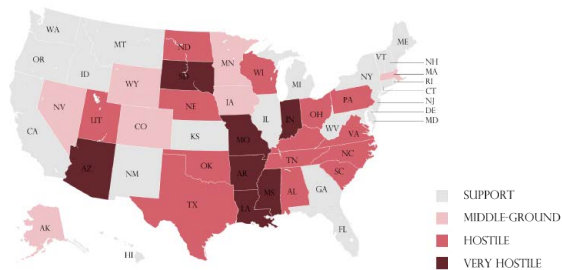 WA
OR
CA
ID
NV
AZ
UT
MT
WY
CO
NM
ND
SD
NE
KS
OK
TX
MN
IA
MO
AR
LA
WI
IL
MI
IN
OH
TN
MS
AL
GA
FL
SC
NC
VA
WV
PA
NY
VT
ME
NH
MA
RI
CT
NJ
DE
MD
AK
HI
SUPPORT
MIDDLE-GROUND
HOSTILE
VERY HOSTILE